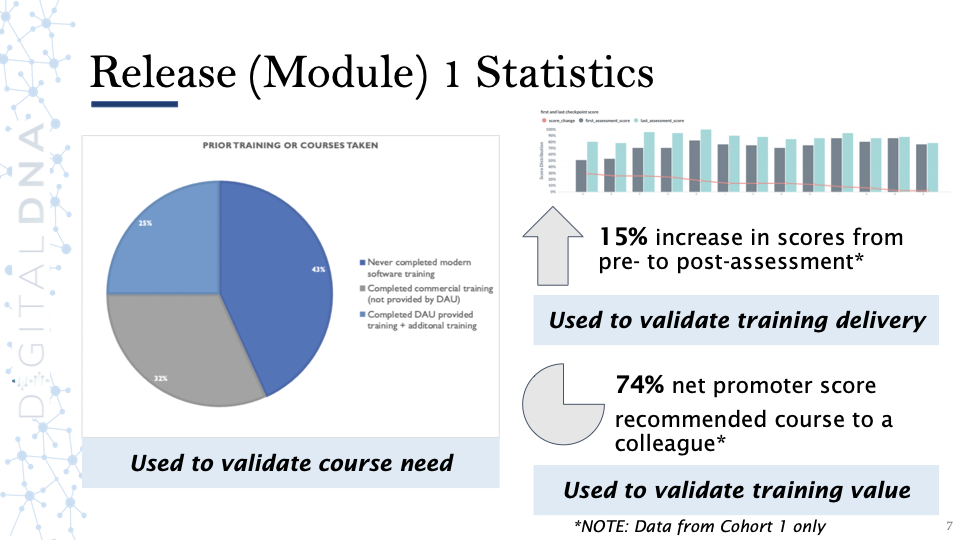 Release (Module) 1 Statistics
DIGITALDNA
PRIOR TRAINING OR COURSES TAKEN
25%
43%
32%
Never completed modern
software training
Completed commercial training
(not provided by DAU)
Completed DAU provided
training + additonal training
Used to validate course need
first and last checkpoint score
score_change first_assessment_score last_assessment_score
Score Distribution
100%
90%
80%
70%
60%
50%
40%
30%
20%
10%
0%
15% increase in scores from
pre- to post-assessment*
Used to validate training delivery
74% net promoter score
recommended course to a
colleague*
Used to validate training value
*NOTE: Data from Cohort 1 only
7